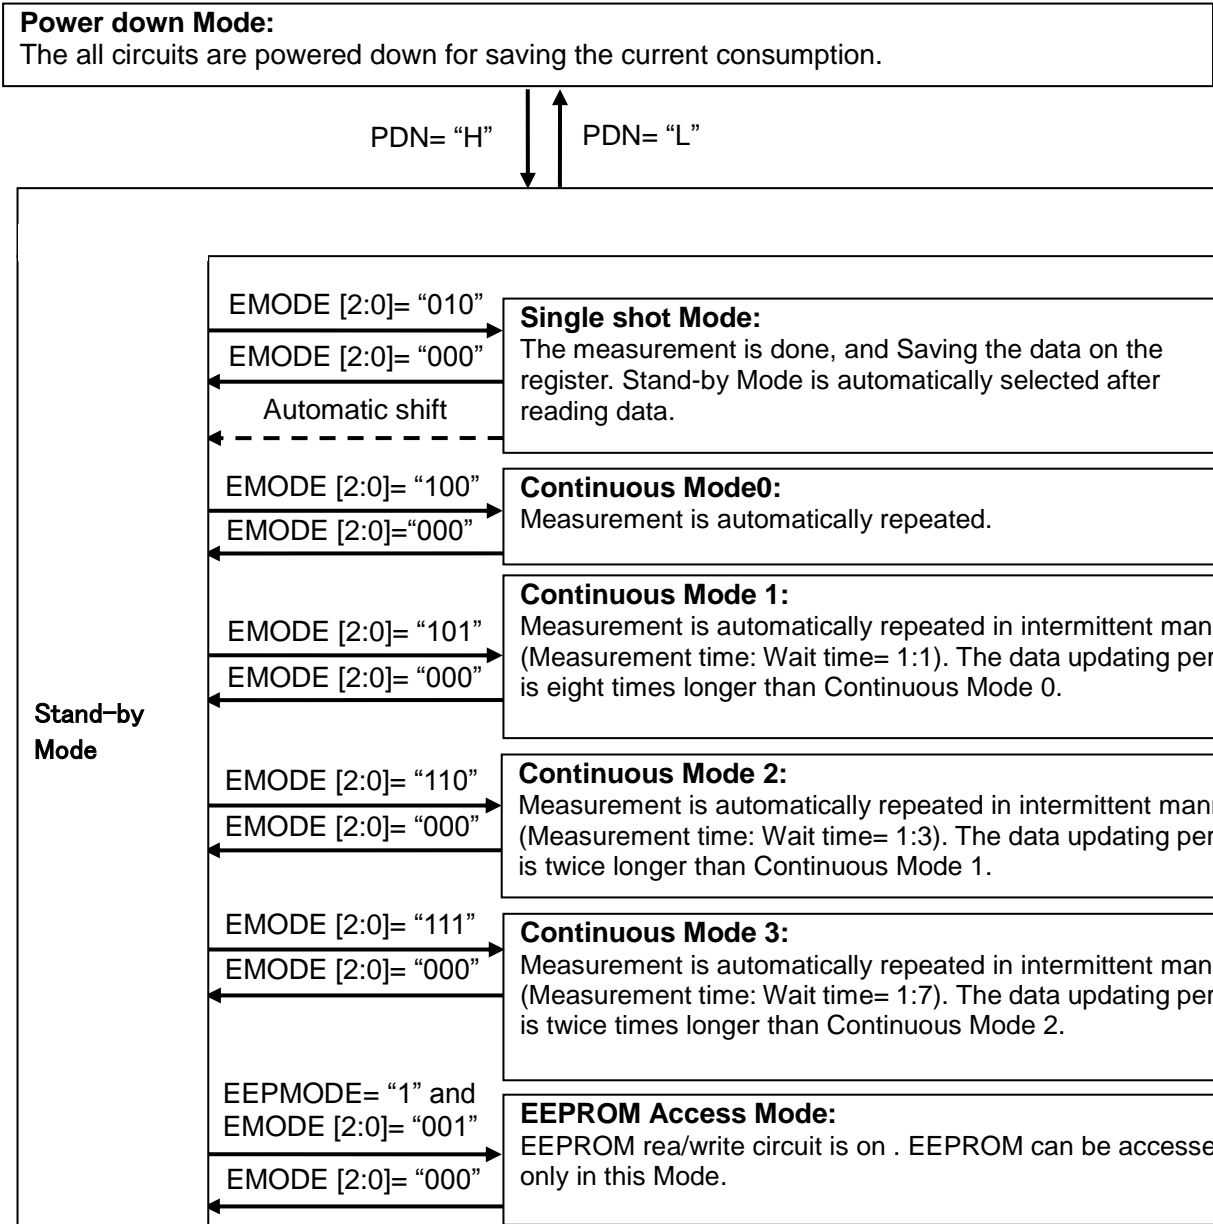 Power down Mode:
The all circuits are powered down for saving the current consumption.
PDN= “H”
PDN= “L”
Stand-by
Mode
EMODE [2:0]= “010”
EMODE [2:0]= “000”
Automatic shift
Single shot Mode:
The measurement is done, and Saving the data on the
register. Stand-by Mode is automatically selected after
reading data.
EMODE [2:0]= “100”
EMODE [2:0]=“000”
Continuous Mode0:
Measurement is automatically repeated.
EMODE [2:0]= “101”
EMODE [2:0]= “000”
Continuous Mode 1:
Measurement is automatically repeated in intermittent
(Measurement time: Wait time= 1:1). The data updating
is eight times longer than Continuous Mode 0.
EMODE [2:0]= “110”
EMODE [2:0]= “000”
Continuous Mode 2:
Measurement is automatically repeated in intermittent
(Measurement time: Wait time= 1:3). The data updating
is twice longer than Continuous Mode 1.
EMODE [2:0]= “111”
EMODE [2:0]= “000”
Continuous Mode 3:
Measurement is automatically repeated in intermittent
(Measurement time: Wait time= 1:7). The data updating
is twice times longer than Continuous Mode 2.
EEPMODE= “1” and
EMODE [2:0]= “001”
EMODE [2:0]= “000”
EEPROM Access Mode:
EEPROM rea/write circuit is on . EEPROM can be
only in this Mode.